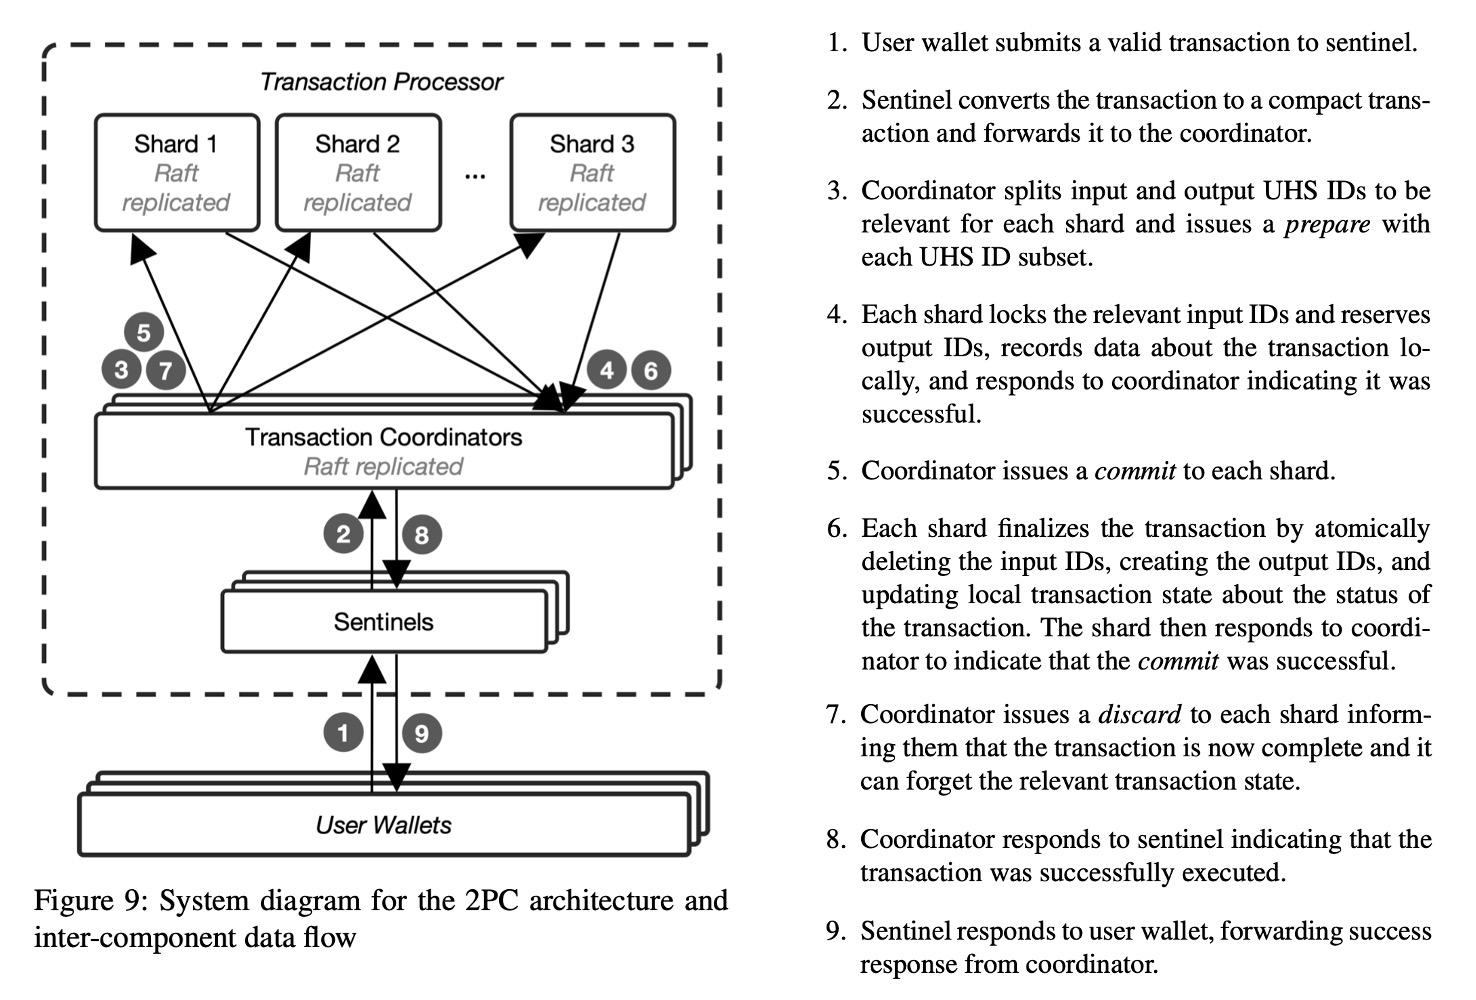 Transaction Processor
Shard 1
Raft
replicated
Shard 2
Raft
replicated
...
Shard 3
Raft
replicated
5
3 7
4 6
Transaction Coordinators
Raft replicated
2 8
Sentinels
1 9
User Wallets
Figure 9: System diagram for the 2PC architecture and
inter-component data flow
1. User wallet submits a valid transaction to sentinel.
2. Sentinel converts the transaction to a compact trans-
action and forwards it to the coordinator.
3. Coordinator splits input and output UHS IDs to be
relevant for each shard and issues a prepare with
each UHS ID subset.
4. Each shard locks the relevant input IDs and reserves
output IDs, records data about the transaction lo-
cally, and responds to coordinator indicating it was
successful.
5. Coordinator issues a commit to each shard.
6. Each shard finalizes the transaction by atomically
deleting the input IDs, creating the output IDs, and
updating local transaction state about the status of
the transaction. The shard then responds to coordi-
nator to indicate that the commit was successful.
7. Coordinator issues a discard to each shard inform-
ing them that the transaction is now complete and it
can forget the relevant transaction state.
8. Coordinator responds to sentinel indicating that the
transaction was successfully executed.
9. Sentinel responds to user wallet, forwarding success
response from coordinator.